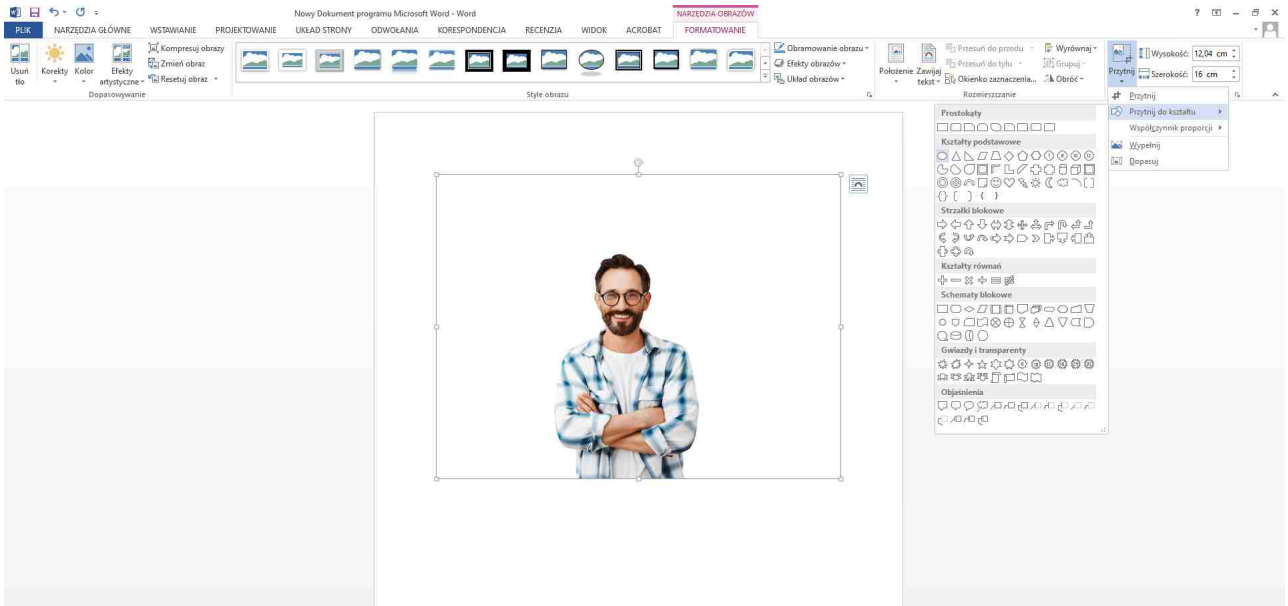 Nowy Dokument programu Microsoft Word - Word
NARZĘDZIA OBRAZÓW
PLIK NARZĘDZIA GŁÓWNE WSTAWIANIE PROJEKTOWANIE UKŁAD STRONY ODWOŁANIA KORESPONDENCJA RECENZJA WIDOK ACROBAT FORMATOWANIE
Usuń tło
Korekty
Kolor
Efekty artystyczne
Kompresuj obrazy
Zmień obraz
Resetuj obraz
Dopasowywanie
Style obrazu
Obramowanie obrazu
Efekty obrazów
Układ obrazów
Położenie
Zawijaj tekst
Przesuń do przodu
Przesuń do tyłu
Okienko zaznaczenia...
Wyrównaj
Grupuj
Obróć
Rozmieszczanie
Przytnij
Wysokość: 12,04 cm
Szerokość: 16 cm
Przytnij
Przytnij do kształtu
Współczynnik proporcji
Wypełnij
Dopasuj
Prostokąty
Kształty podstawowe
Strzałki blokowe
Kształty równań
Schematy blokowe
Gwiazdy i transparenty
Objaśnienia